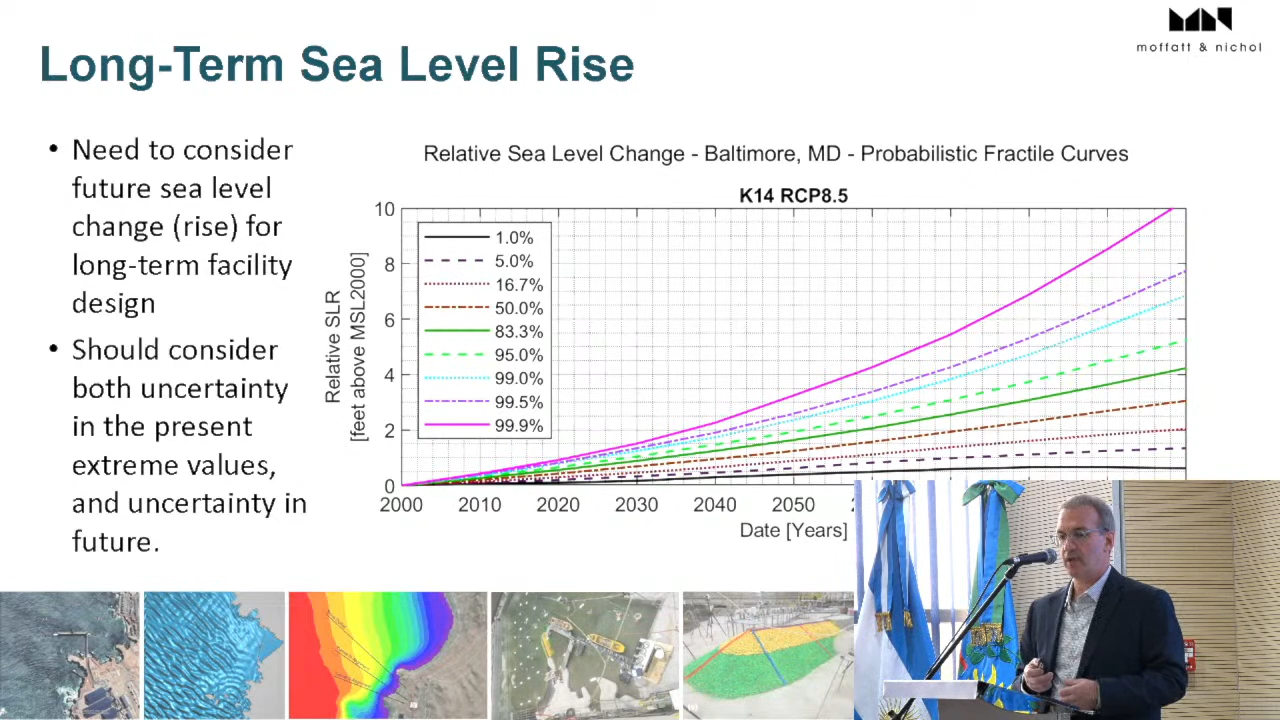 moffatt & nichol
Long-Term Sea Level Rise
• Need to consider
future sea level
change (rise) for
long-term facility
design
• Should consider
both uncertainty
in the present
extreme values,
and uncertainty in
future.
Relative Sea Level Change - Baltimore, MD - Probabilistic Fractile Curves
K14 RCP8.5
Relative SLR
[feet above MSL2000]
10
8
6
4
2
0
1.0%
5.0%
16.7%
50.0%
83.3%
95.0%
99.0%
99.5%
99.9%
2000 2010 2020 2030 2040 2050
Date [Years]